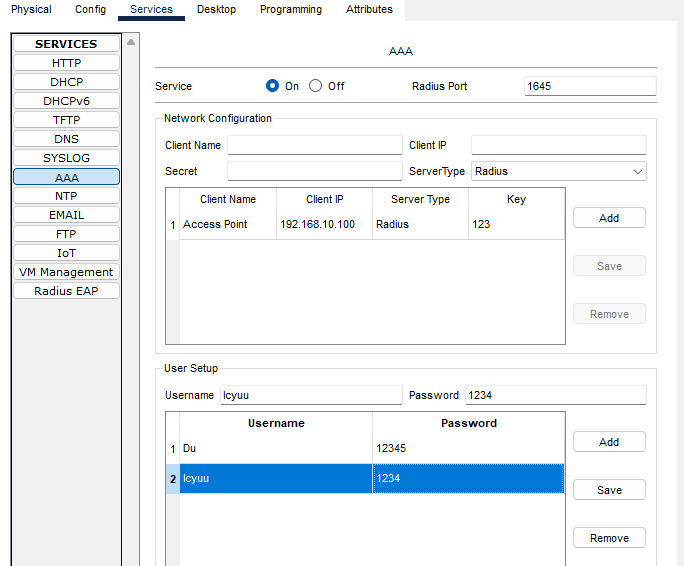 Physical Config Services Desktop Programming Attributes
SERVICES
HTTP
DHCP
DHCPv6
TFTP
DNS
SYSLOG
AAA
NTP
EMAIL
FTP
IoT
VM Management
Radius EAP
AAA
Service On Off Radius Port 1645
Network Configuration
Client Name Client IP
Secret ServerType Radius
Client Name Client IP Server Type Key
1 Access Point 192.168.10.100 Radius 123
Add
Save
Remove
User Setup
Username Icyuu Password 1234
Username Password
1 Du 12345
2 Icyuu 1234
Add
Save
Remove